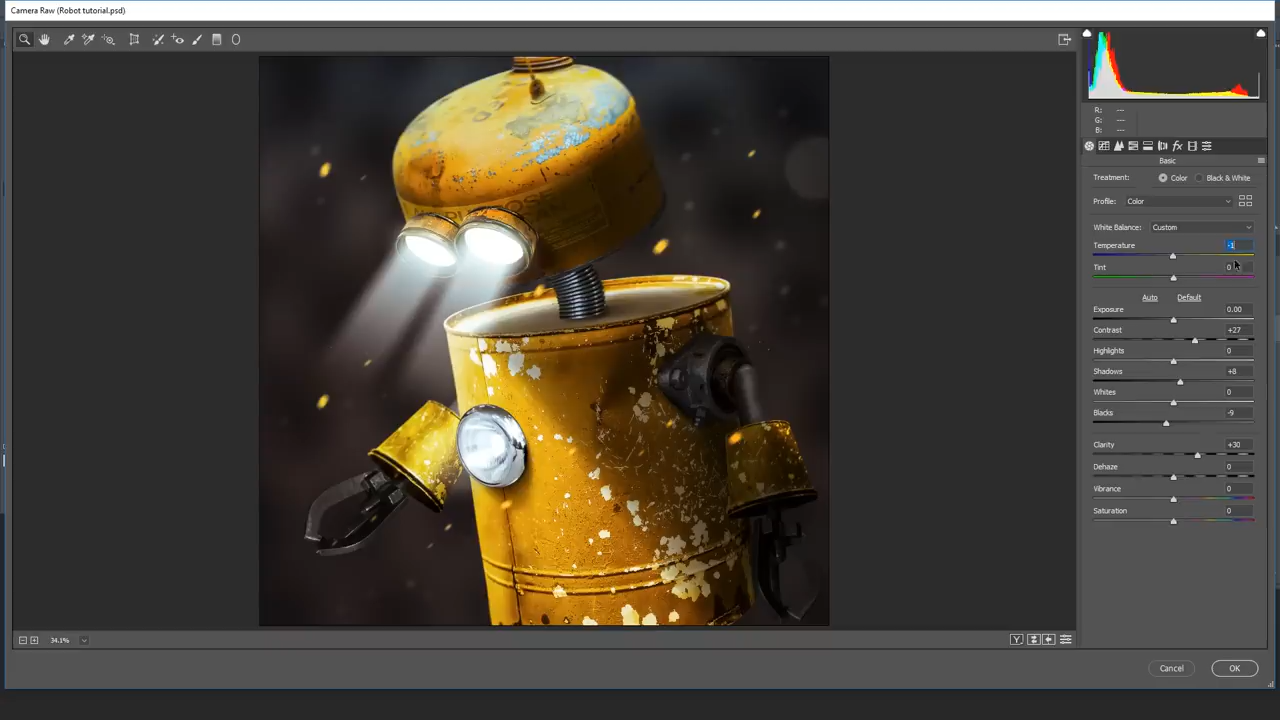 Camera Raw (Robot tutorial.psd)
R: ---
G: ---
B: ---
Basic
Treatment: Color Black & White
Profile: Color
White Balance: Custom
Temperature -1
Tint 0
Auto Default
Exposure 0.00
Contrast +27
Highlights 0
Shadows +8
Whites 0
Blacks -9
Clarity +30
Dehaze 0
Vibrance 0
Saturation 0
34.1%
Y
Cancel OK